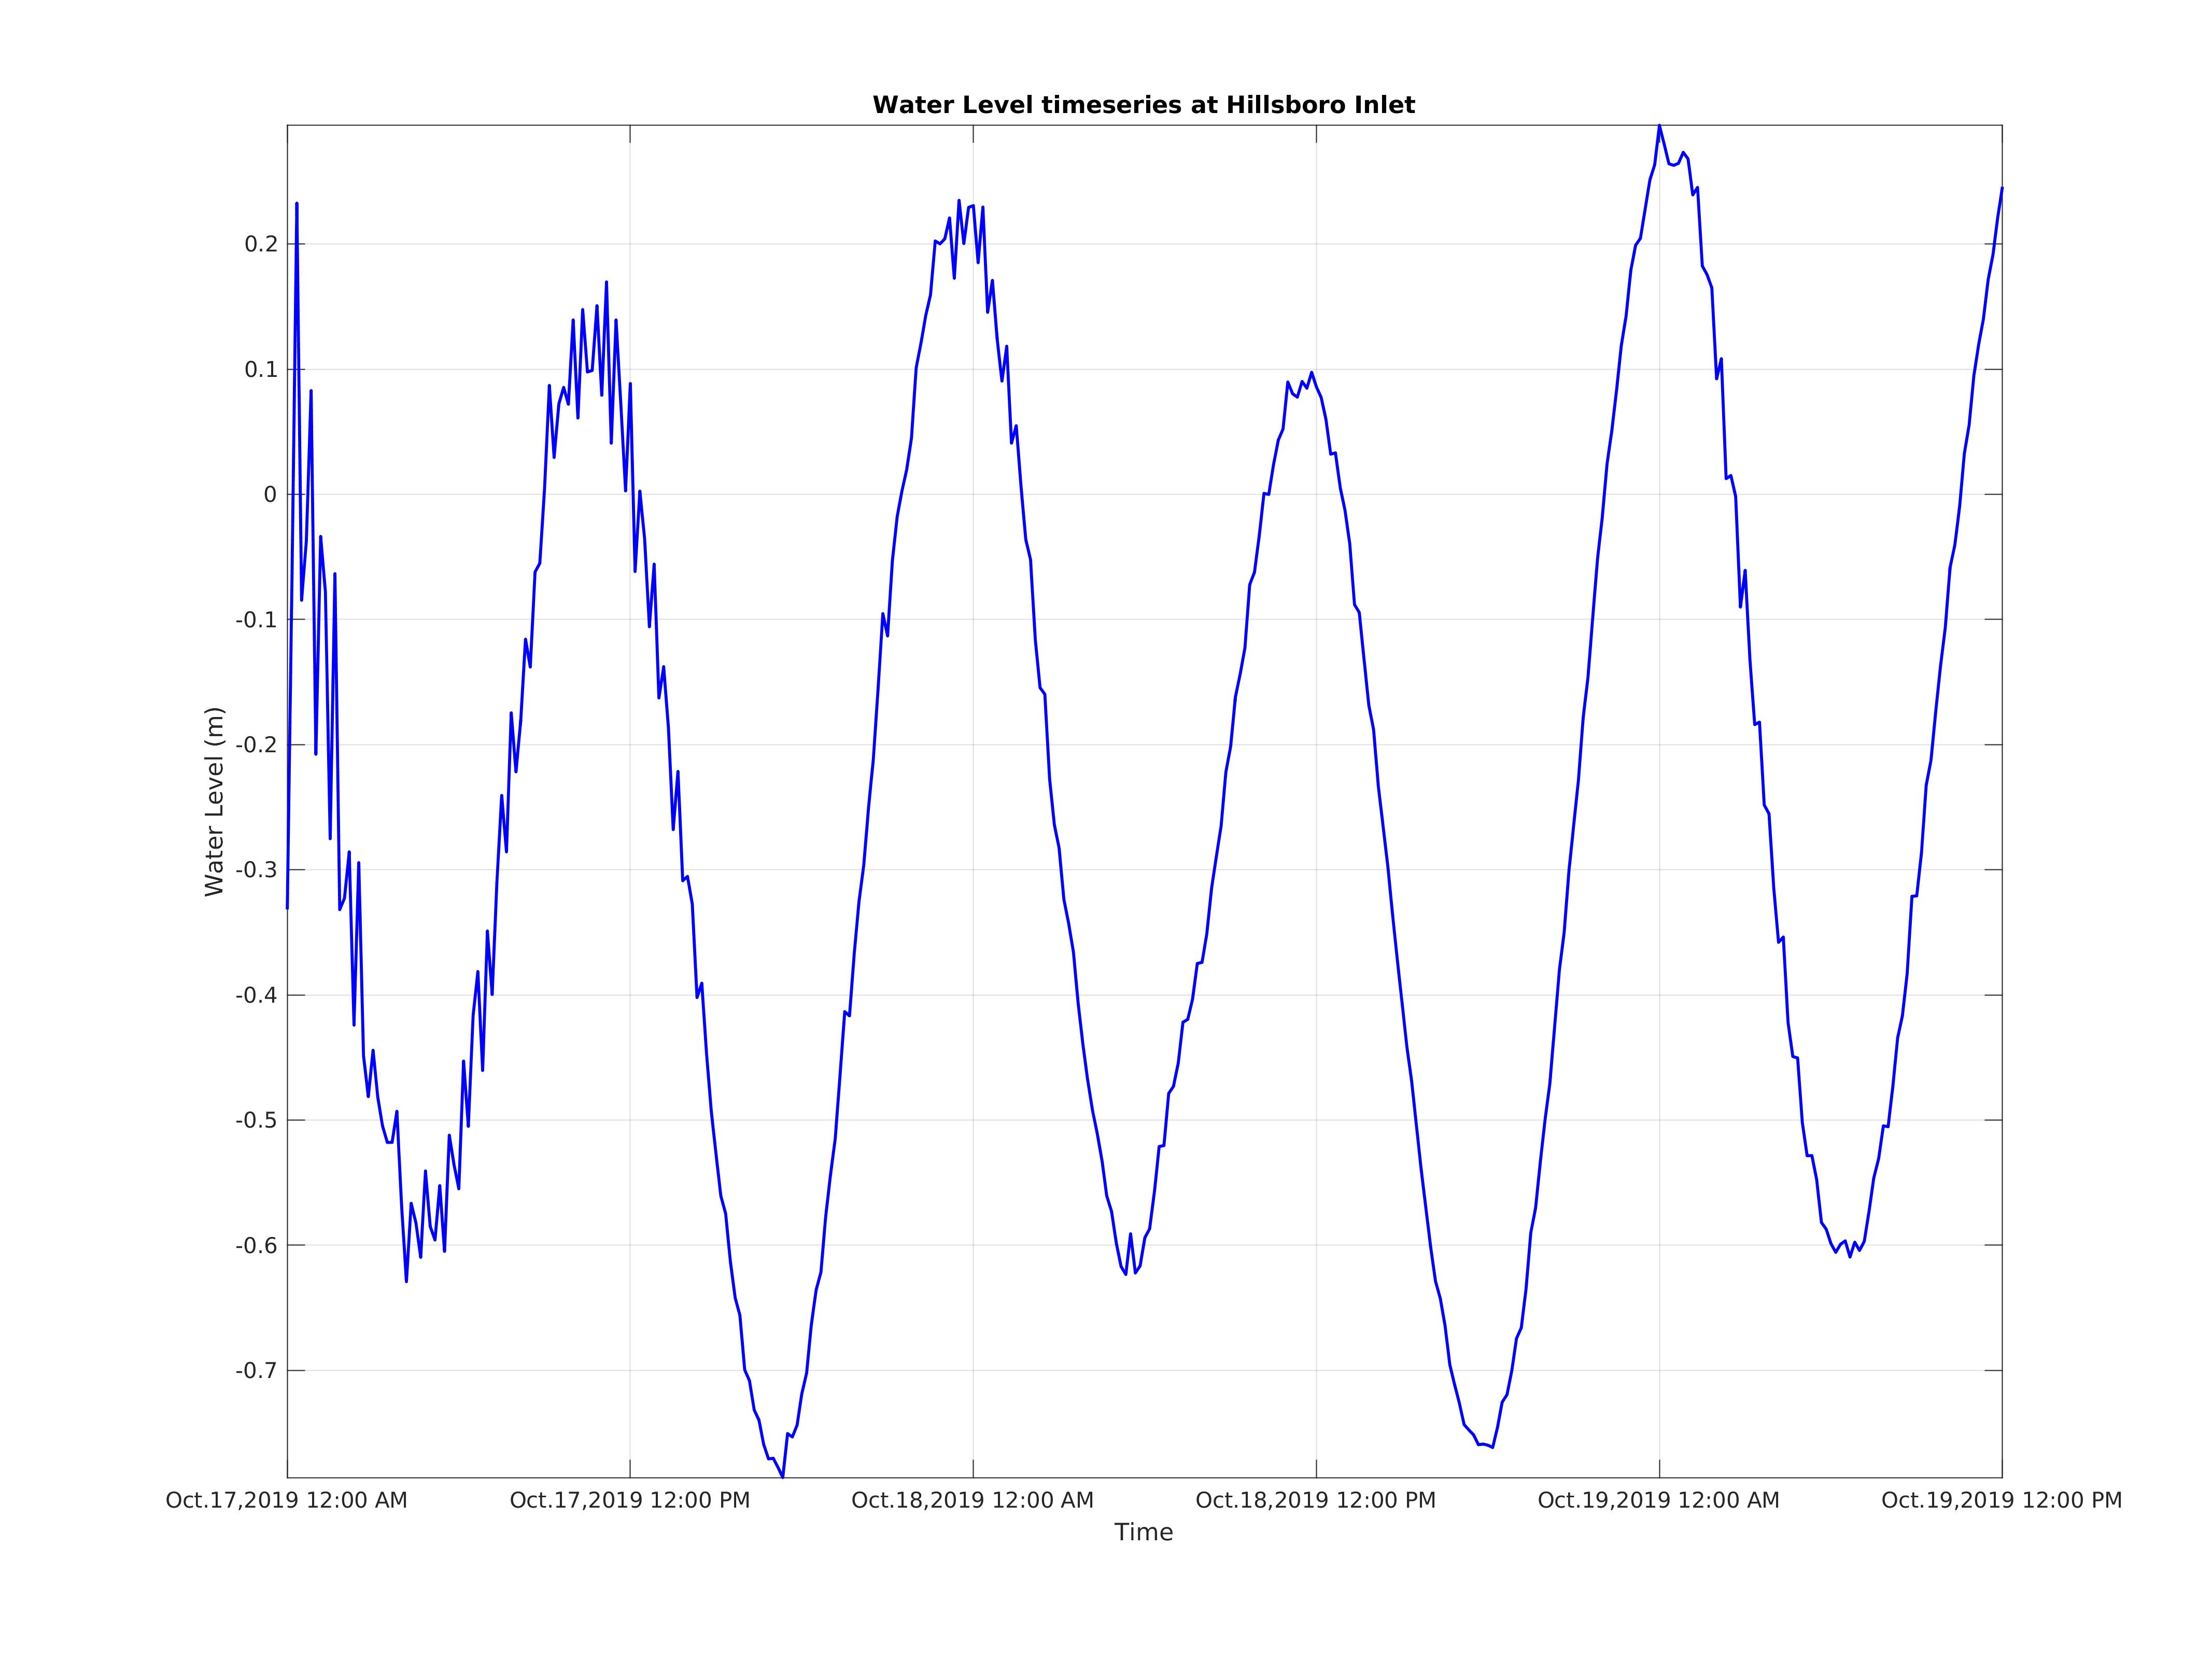 Water Level timeseries at Hillsboro Inlet
0.2
0.1
0
-0.1
-0.2
-0.3
-0.4
-0.5
-0.6
-0.7
Water Level (m)
Oct.17,2019 12:00 AM
Oct.17,2019 12:00 PM
Oct.18,2019 12:00 AM
Oct.18,2019 12:00 PM
Oct.19,2019 12:00 AM
Oct.19,2019 12:00 PM
Time